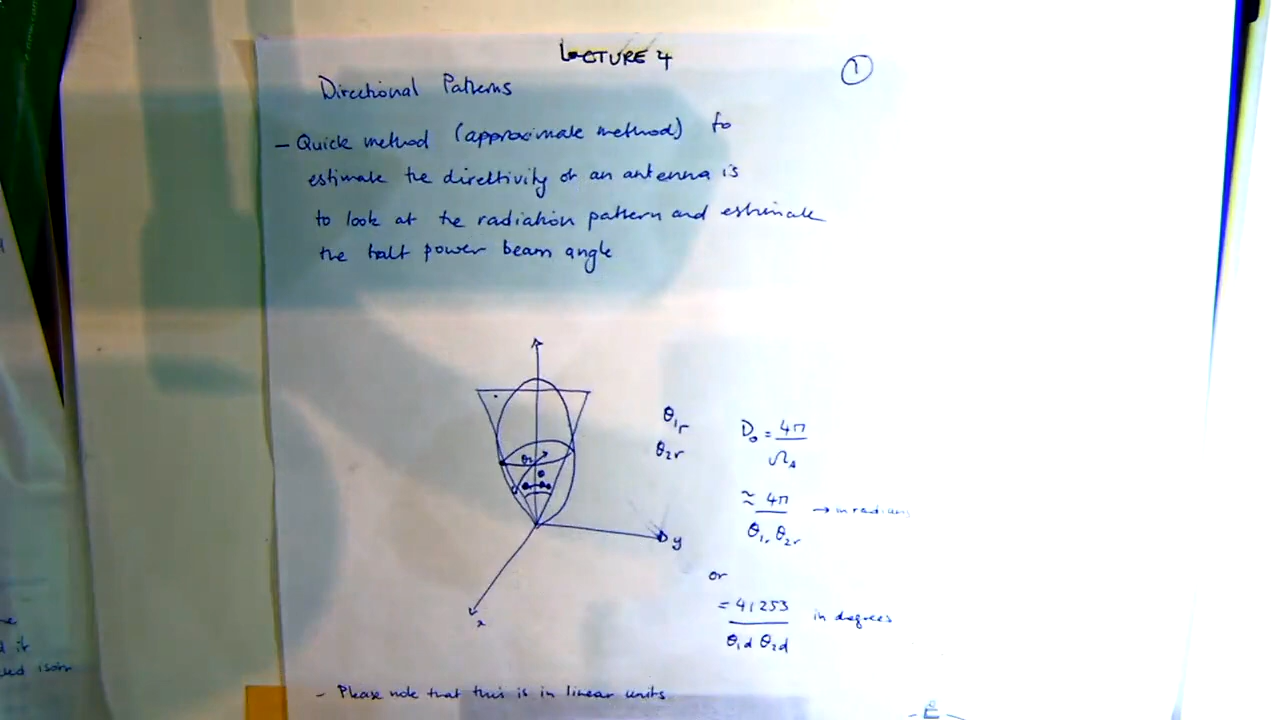 LECTURE 4
1
Directional Patterns
– Quick method (approximate method) to
estimate the directivity of an antenna is
to look at the radiation pattern and estimate
the half power beam angle
θ1r
θ2r
D₀ = 4π
ΩA
≈ 4π → in radians
θ1r θ2r
y
or
= 41253 in degrees
θ1d θ2d
x
– Please note that this is in linear units
E